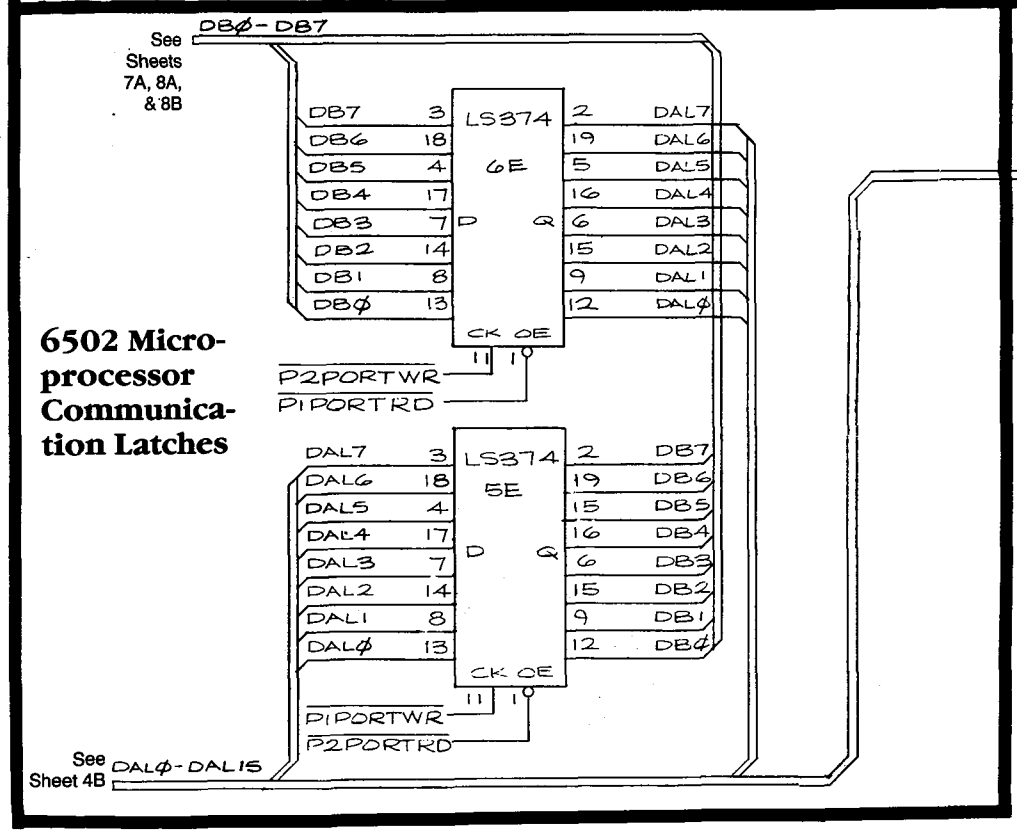 DBØ-DB7
See
Sheets
7A, 8A,
& 8B
DB7 3 LS374 2 DAL7
DB6 18 19 DAL6
DB5 4 6E 5 DAL5
DB4 17 16 DAL4
DB3 7 D Q 6 DAL3
DB2 14 15 DAL2
DB1 8 9 DAL1
DBØ 13 12 DALØ
CK OE
11 1
P2PORTWR
P1PORTRD
6502 Micro-
processor
Communica-
tion Latches
DAL7 3 LS374 2 DB7
DAL6 18 5E 19 DB6
DAL5 4 15 DB5
DAL4 17 16 DB4
DAL3 7 D Q 6 DB3
DAL2 14 15 DB2
DAL1 8 9 DB1
DALØ 13 12 DBØ
CK OE
11 1
P1PORTWR
P2PORTRD
See
Sheet 4B
DALØ-DAL15